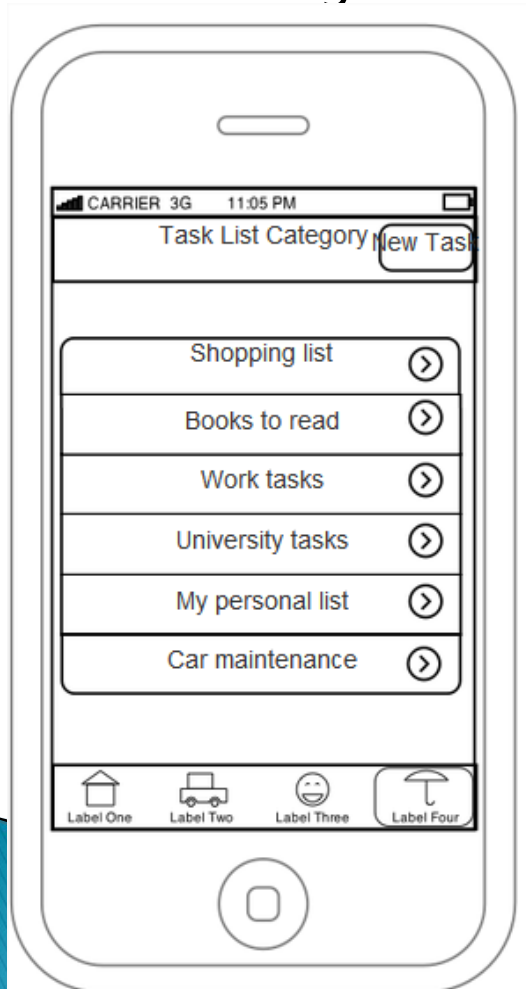 CARRIER 3G 11:05 PM
Task List Category New Task
Shopping list
Books to read
Work tasks
University tasks
My personal list
Car maintenance
Label One Label Two Label Three Label Four